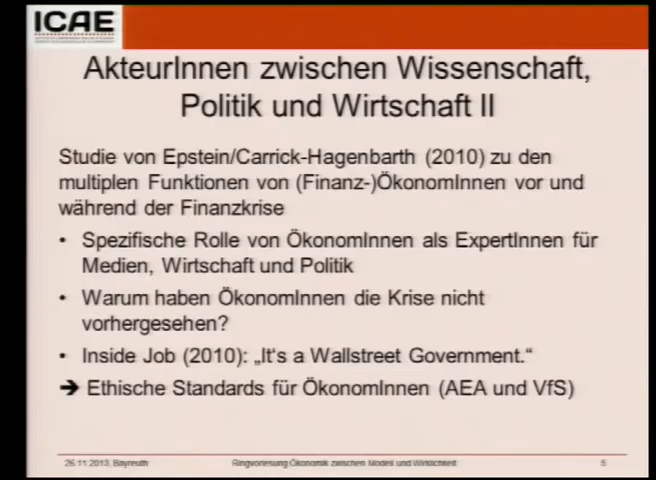 ICAE
AkteurInnen zwischen Wissenschaft,
Politik und Wirtschaft II
Studie von Epstein/Carrick-Hagenbarth (2010) zu den
multiplen Funktionen von (Finanz-)ÖkonomInnen vor und
während der Finanzkrise
• Spezifische Rolle von ÖkonomInnen als ExpertInnen für
Medien, Wirtschaft und Politik
• Warum haben ÖkonomInnen die Krise nicht
vorhergesehen?
• Inside Job (2010): „It's a Wallstreet Government.“
➔ Ethische Standards für ÖkonomInnen (AEA und VfS)
26.11.2013, Bayreuth
Ringvorlesung Ökonomik zwischen Modell und Wirklichkeit
5